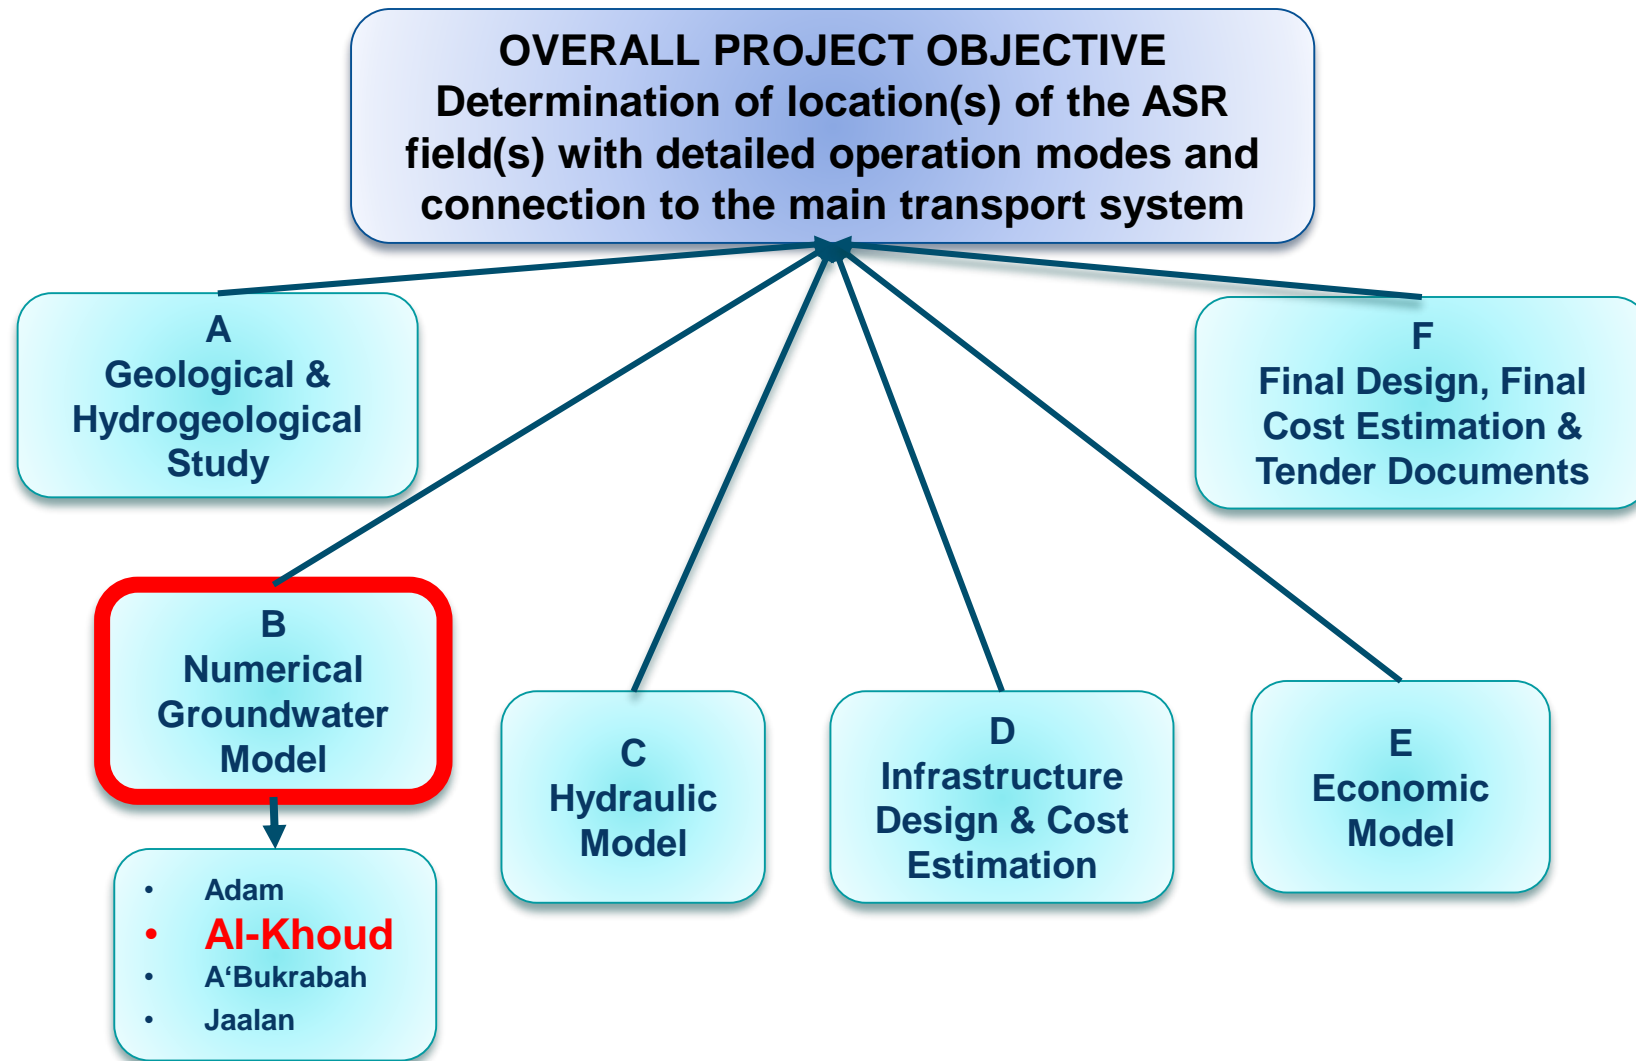 OVERALL PROJECT OBJECTIVE
Determination of location(s) of the ASR
field(s) with detailed operation modes and
connection to the main transport system
A
Geological &
Hydrogeological
Study
F
Final Design, Final
Cost Estimation &
Tender Documents
B
Numerical
Groundwater
Model
C
Hydraulic
Model
D
Infrastructure
Design & Cost
Estimation
E
Economic
Model
• Adam
• Al-Khoud
• A‘Bukrabah
• Jaalan